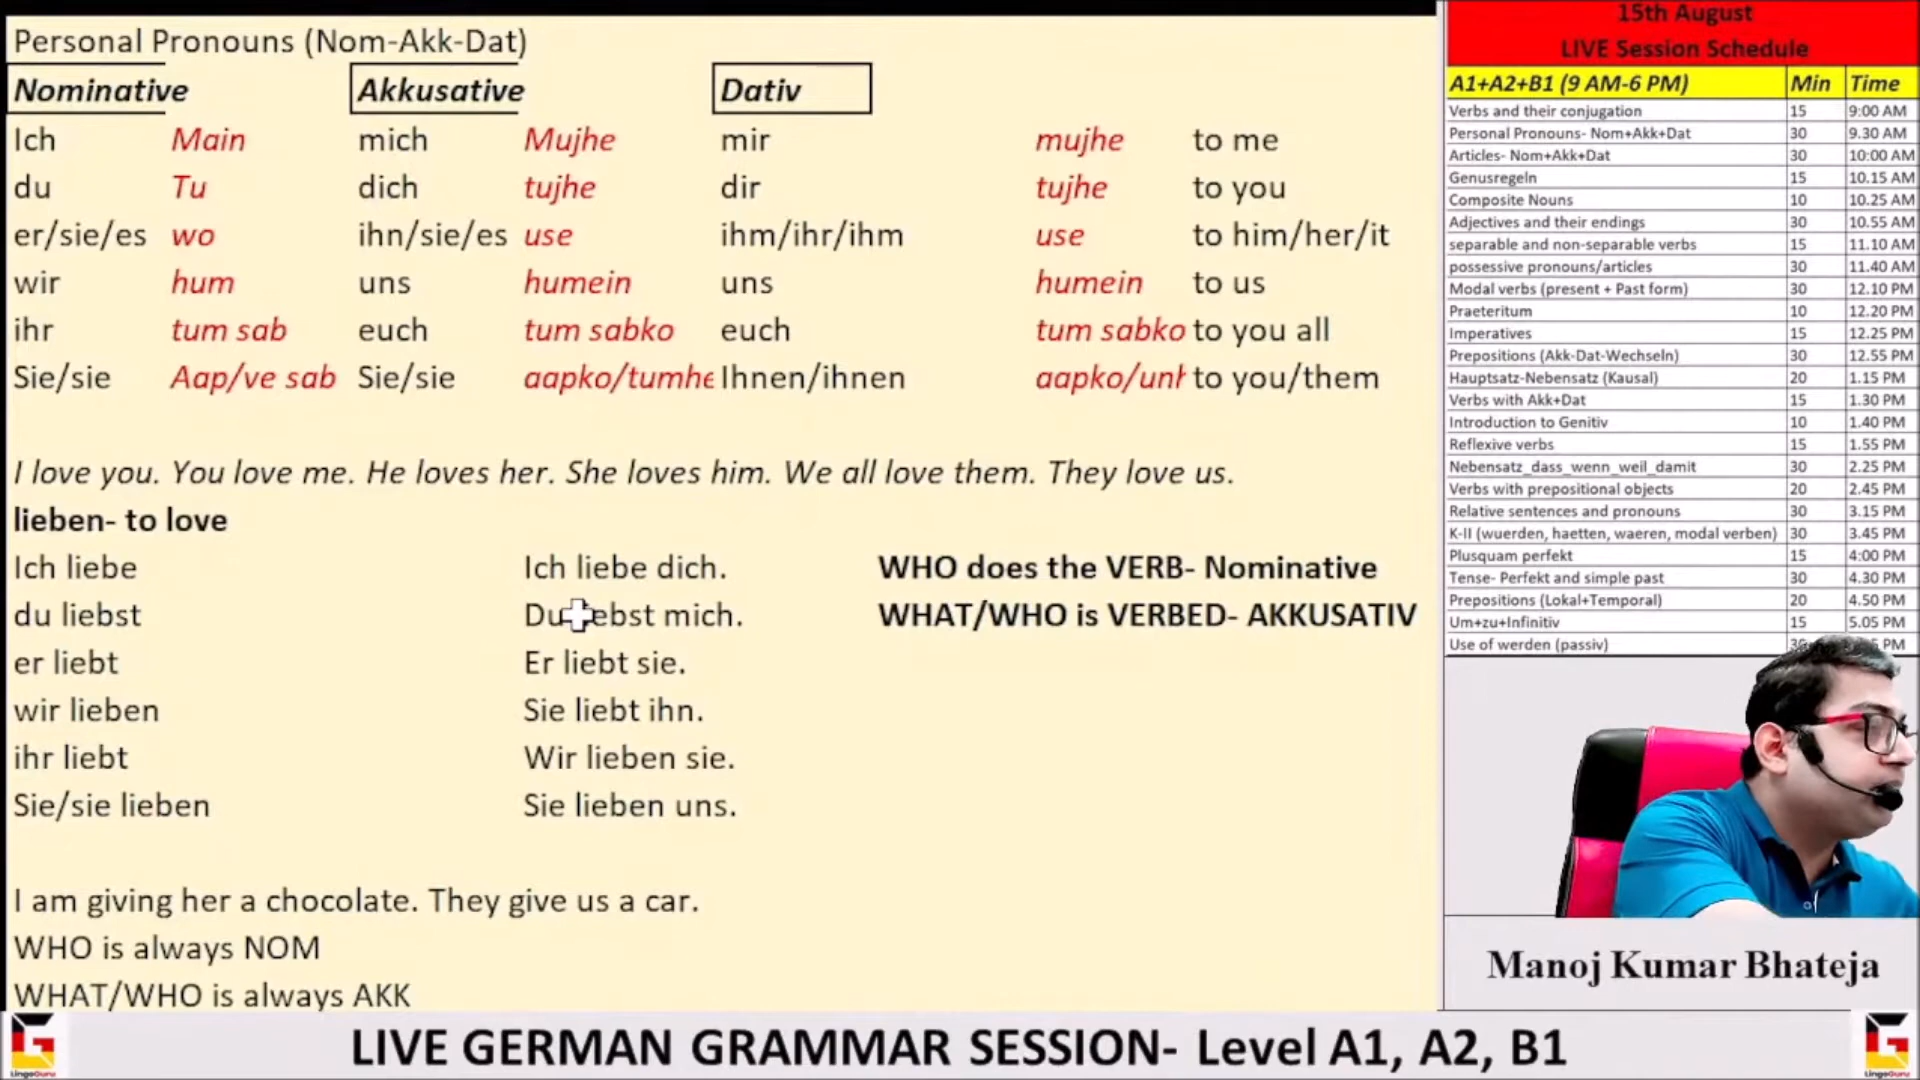 Personal Pronouns (Nom-Akk-Dat)
Nominative Akkusative Dativ
Ich Main mich Mujhe mir mujhe to me
du Tu dich tujhe dir tujhe to you
er/sie/es wo ihn/sie/es use ihm/ihr/ihm use to him/her/it
wir hum uns humein uns humein to us
ihr tum sab euch tum sabko euch tum sabko to you all
Sie/sie Aap/ve sab Sie/sie aapko/tumhe Ihnen/ihnen to you/them
I love you. You love me. He loves her. She loves him. We all love them. They love us.
lieben- to love
Ich liebe Ich liebe dich. WHO does the VERB- Nominative
du liebst Du ebst mich. WHAT/WHO is VERBED- AKKUSATIV
er liebt Er liebt sie.
wir lieben Sie liebt ihn.
ihr liebt Wir lieben sie.
Sie/sie lieben Sie lieben uns.
I am giving her a chocolate. They give us a car.
WHO is always NOM
WHAT/WHO is always AKK
15th August
LIVE Session Schedule
A1+A2+B1 (9 AM-6 PM) Min Time
Verbs and their conjugation 15 9:00 AM
Personal Pronouns- Nom+Akk+Dat 30 9.30 AM
Articles- Nom+Akk+Dat 30 10:00 AM
Genusregeln 15 10.15 AM
Composite Nouns 10 10.25 AM
Adjectives and their endings 30 10.55 AM
separable and non-separable verbs 15 11.10 AM
possessive pronouns/articles 30 11.40 AM
Modal verbs (present + Past form) 30 12.10 PM
Praeteritum 10 12.20 PM
Imperatives 15 12.25 PM
Prepositions (Akk-Dat-Wechseln) 30 12.55 PM
Hauptsatz-Nebensatz (Kausal) 20 1.15 PM
Verbs with Akk+Dat 15 1.30 PM
Introduction to Genitiv 10 1.40 PM
Reflexive verbs 15 1.55 PM
Nebensatz_dass_wenn_weil_damit 30 2.25 PM
Verbs with prepositional objects 20 2.45 PM
Relative sentences and pronouns 30 3.15 PM
K-II (wuerden, haetten, waeren, modal verben) 30 3.45 PM
Plusquam perfekt 15 4:00 PM
Tense- Perfekt and simple past 30 4.30 PM
Prepositions (Lokal+Temporal) 20 4.50 PM
Um+zu+Infinitiv 15 5.05 PM
Use of werden (passiv) PM
Manoj Kumar Bhateja
LIVE GERMAN GRAMMAR SESSION- Level A1, A2, B1
LingoGuru
LingoGuru